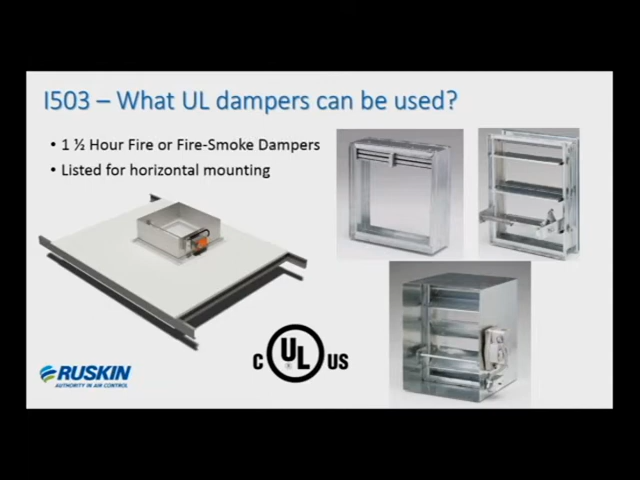 I503 – What UL dampers can be used?
• 1 ½ Hour Fire or Fire-Smoke Dampers
• Listed for horizontal mounting
C UL US
®
RUSKIN
AUTHORITY IN AIR CONTROL